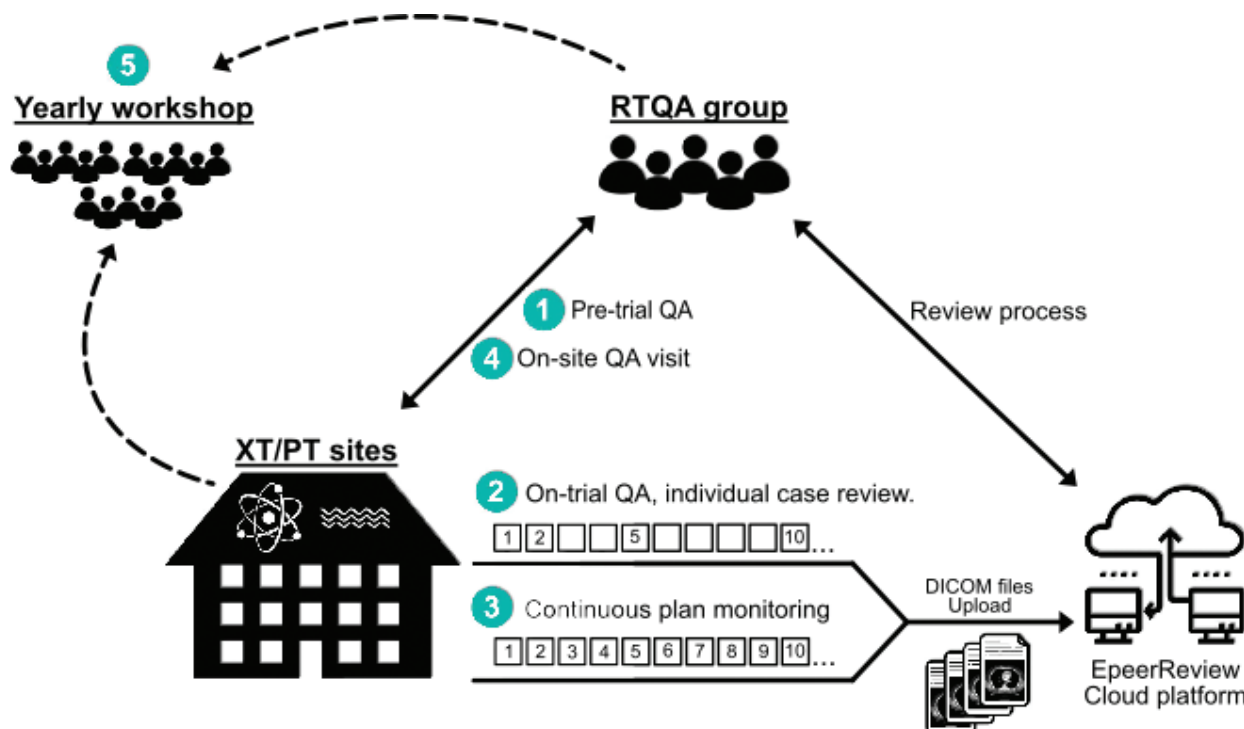 5
Yearly workshop
RTQA group
1 Pre-trial QA
4 On-site QA visit
Review process
XT/PT sites
2 On-trial QA, individual case review.
1 2 5 10 ...
3 Continuous plan monitoring
1 2 3 4 5 6 7 8 9 10 ...
DICOM files
Upload
EpeerReview
Cloud platform